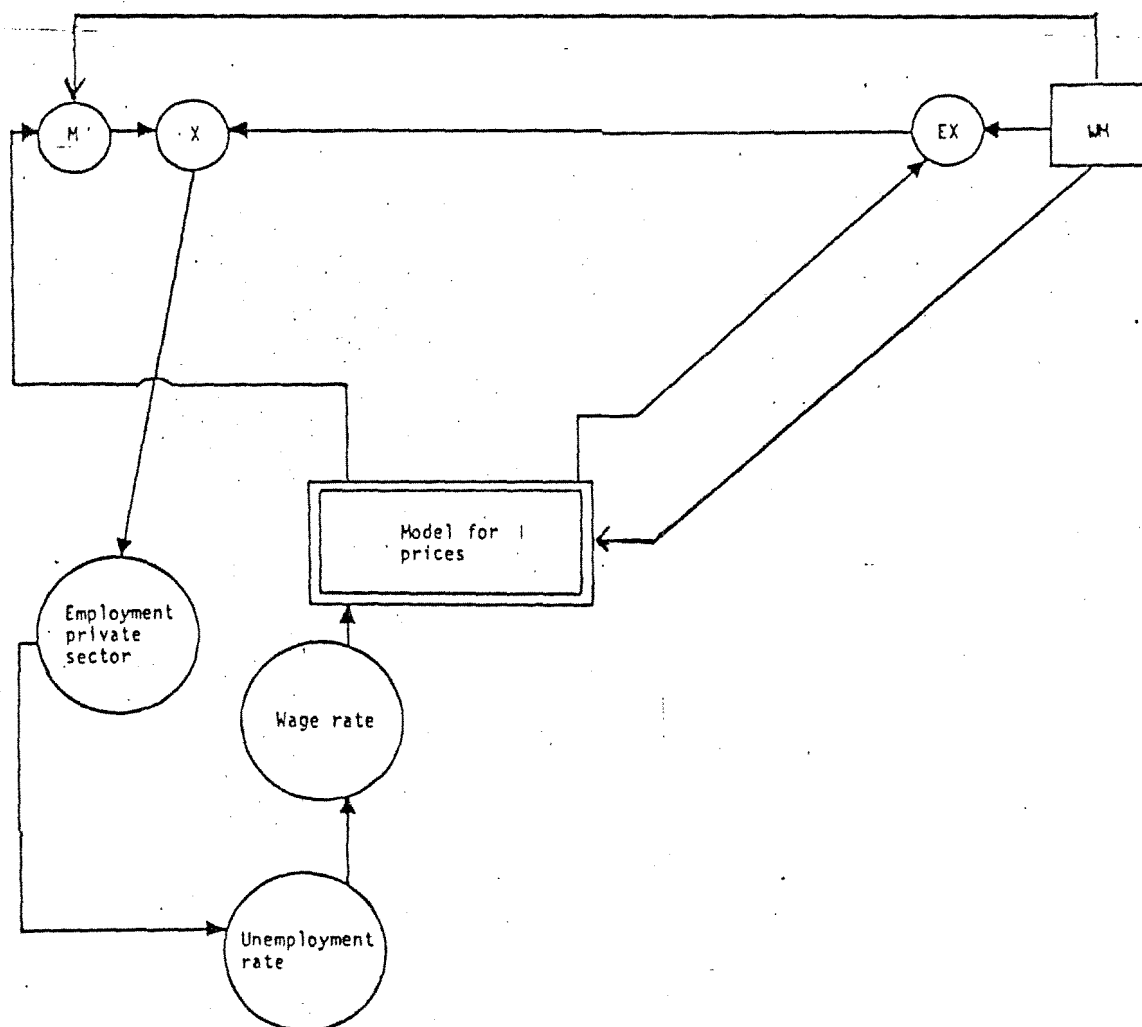 M
X
EX
WM
Model for
prices
Employment
private
sector
Wage rate
Unemployment
rate